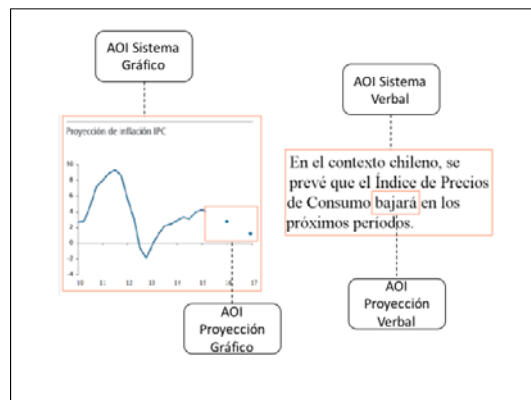 AOI Sistema
Gráfico
AOI Sistema
Verbal
Proyección de inflación IPC
10
8
6
4
2
0
-2
-4
10 11 12 13 14 15 16 17
En el contexto chileno, se
prevé que el Índice de Precios
de Consumo bajará en los
próximos períodos.
AOI
Proyección
Gráfico
AOI
Proyección
Verbal